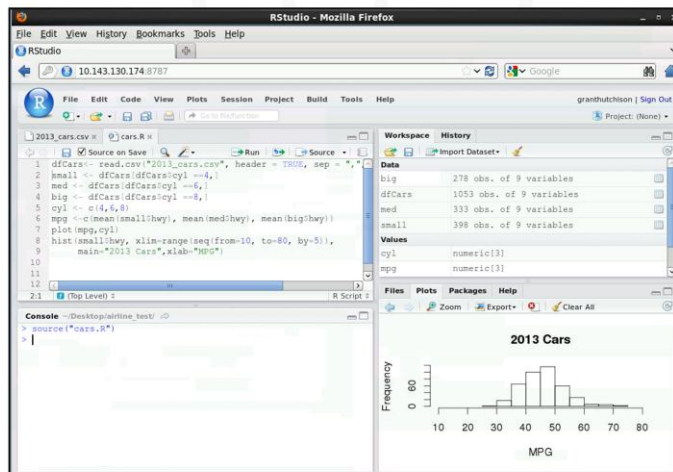 RStudio - Mozilla Firefox
File Edit View History Bookmarks Tools Help
RStudio
10.143.130.174:8787
Google
R File Edit Code View Plots Session Project Build Tools Help
granthutchison | Sign Out
Go to file/function
Project: (None)
2013_cars.csv × cars.R ×
Source on Save Run Source
1 dfCars<- read.csv("2013_cars.csv", header = TRUE, sep = ","
2 small <- dfCars[dfCars$cyl ==4,]
3 med <- dfCars[dfCars$cyl ==6,]
4 big <- dfCars[dfCars$cyl ==8,]
5 cyl <- c(4,6,8)
6 mpg <-c(mean(small$hwy), mean(med$hwy), mean(big$hwy))
7 plot(mpg,cyl)
8 hist(small$hwy, xlim=range(seq(from=10, to=80, by=5)),
9 main="2013 Cars",xlab="MPG")
10
11
12
2:1 (Top Level) R Script
Console ~/Desktop/airline_test/
> source("cars.R")
>
Workspace History
Import Dataset
Data
big 278 obs. of 9 variables
dfCars 1053 obs. of 9 variables
med 333 obs. of 9 variables
small 398 obs. of 9 variables
Values
cyl numeric[3]
mpg numeric[3]
Files Plots Packages Help
Zoom Export Clear All
2013 Cars
Frequency
0 60
10 20 30 40 50 60 70 80
MPG